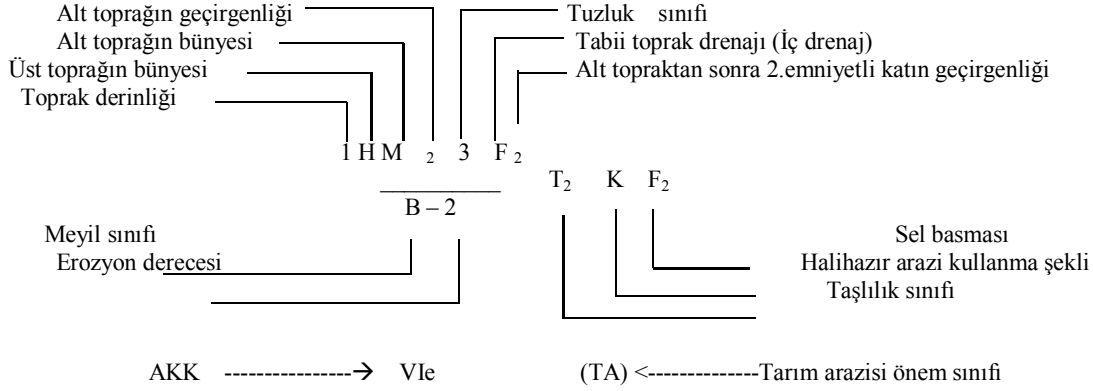 Alt toprağın geçirgenliği Tuzluk sınıfı
Alt toprağın bünyesi Tabii toprak drenajı (İç drenaj)
Üst toprağın bünyesi Alt topraktan sonra 2.emniyetli katın geçirgenliği
Toprak derinliği
1 H M ₂ 3 F ₂
T₂ K F₂
B – 2
Meyil sınıfı Sel basması
Erozyon derecesi Halihazır arazi kullanma şekli
Taşlılık sınıfı
AKK ----------------→ VIe (TA) <--------------Tarım arazisi önem sınıfı